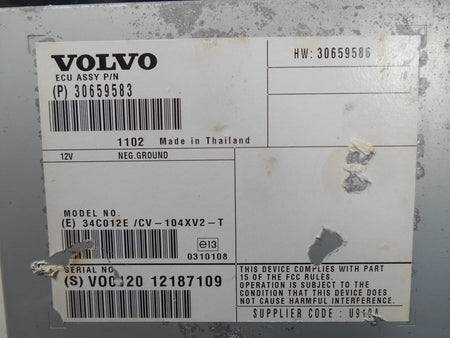 VOLVO
HW: 30659586
ECU ASSY P/N
(P) 30659583
1102 Made in Thailand
12V NEG.GROUND
MODEL NO.
(E) 34C012E /CV-104XV2-T
e13
0310108
SERIAL NO
(S) 12187109
THIS DEVICE COMPLIES WITH PART
15 OF THE FCC RULES.
OPERATION IS SUBJECT TO THE
CONDITION THAT THIS DEVICE DOES
NOT CAUSE HARMFUL INTERFERENCE.
SUPPLIER CODE :